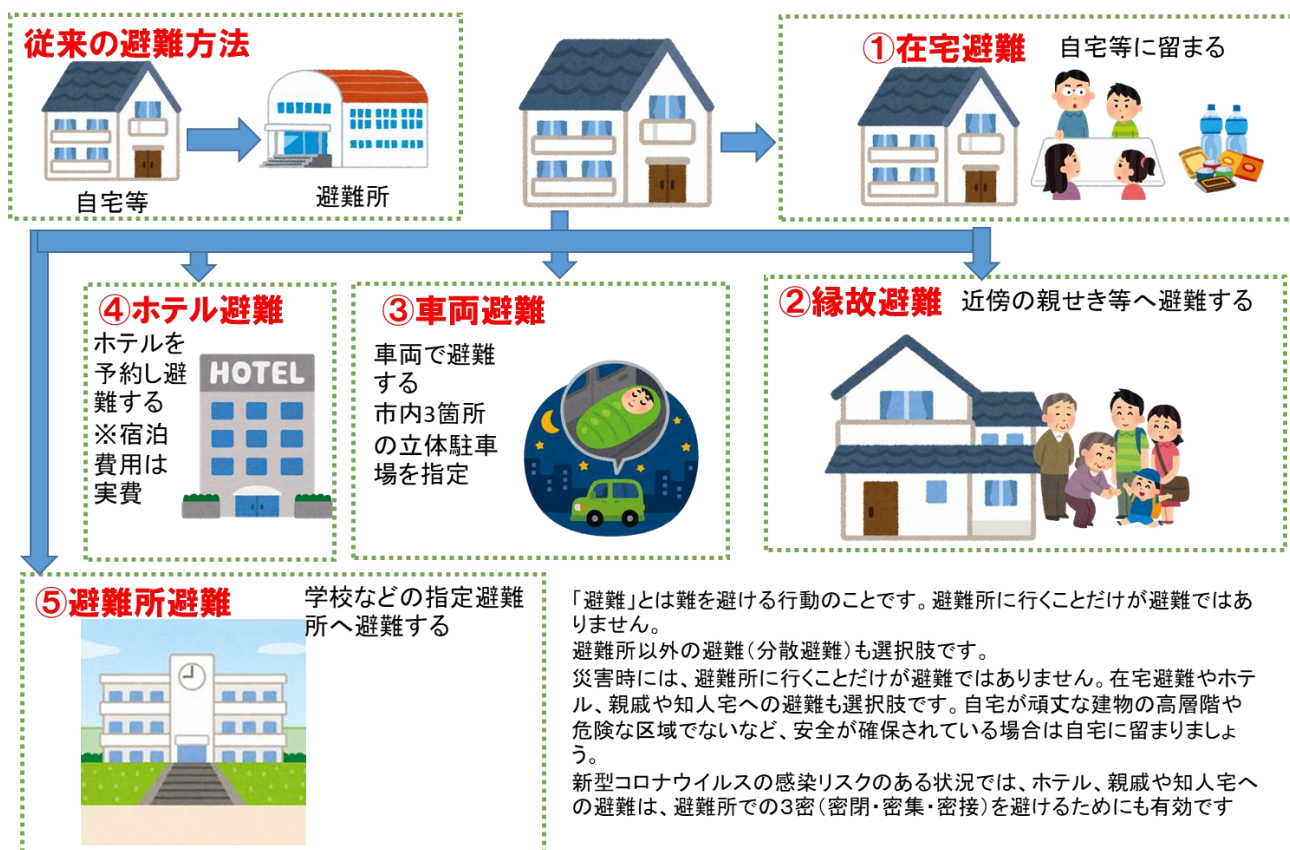 従来の避難方法
自宅等
避難所
①在宅避難
自宅等に留まる
②縁故避難
近傍の親せき等へ避難する
③車両避難
車両で避難
する
市内3箇所
の立体駐車
場を指定
④ホテル避難
ホテルを
予約し避
難する
※宿泊
費用は
実費
HOTEL
⑤避難所避難
学校などの指定避難
所へ避難する
「避難」とは難を避ける行動のことです。避難所に行くことだけが避難ではあ
りません。
避難所以外の避難(分散避難)も選択肢です。
災害時には、避難所に行くことだけが避難ではありません。在宅避難やホテ
ル、親戚や知人宅への避難も選択肢です。自宅が頑丈な建物の高層階や
危険な区域でないなど、安全が確保されている場合は自宅に留まりましょ
う。
新型コロナウイルスの感染リスクのある状況では、ホテル、親戚や知人宅へ
の避難は、避難所での3密(密閉・密集・密接)を避けるためにも有効です